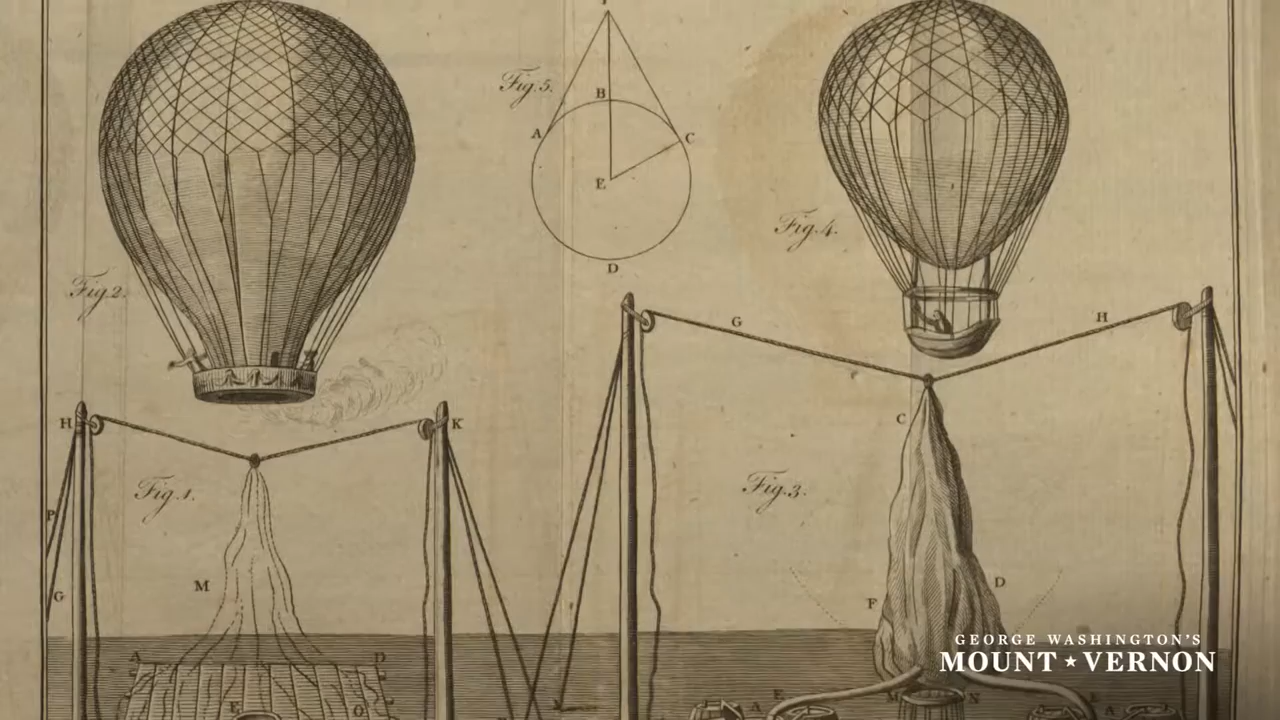 Fig. 5.
B
A
C
E
D
Fig. 4.
Fig. 2.
G
H
H
K
C
Fig. 1.
Fig. 3.
P
M
G
D
F
A
D
E
E
A
M
N
E
A
GEORGE WASHINGTON'S
MOUNT ★ VERNON